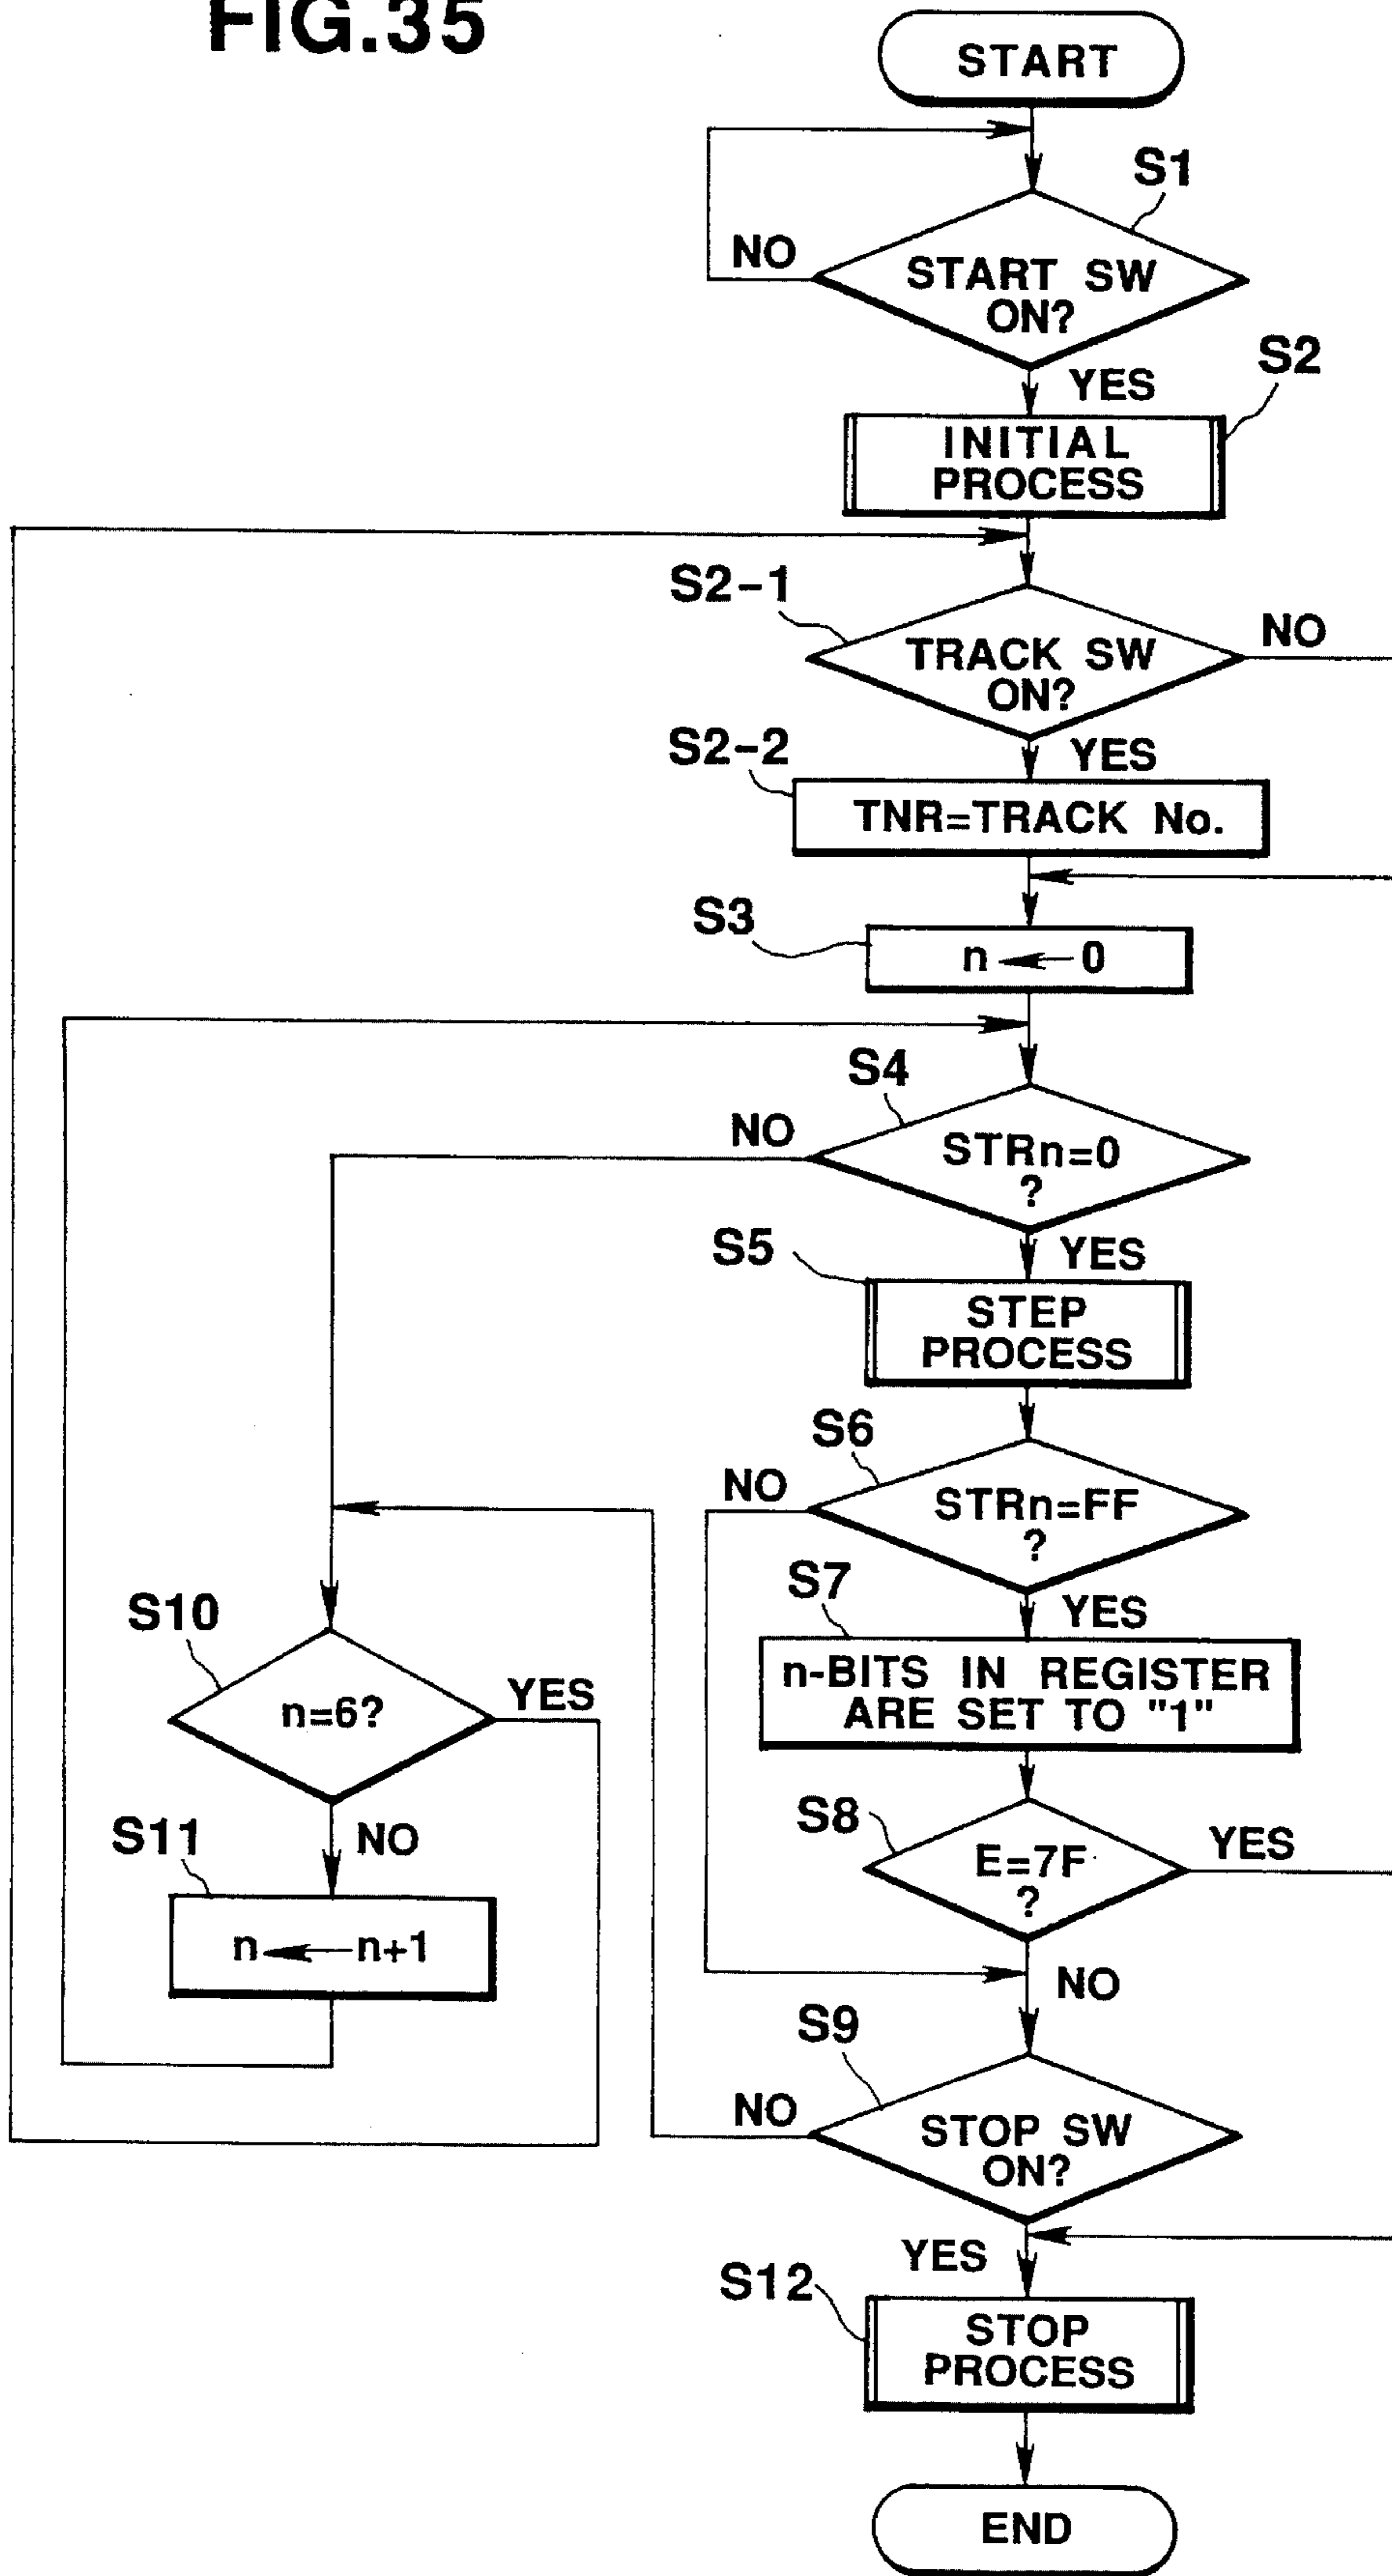 FIG.35
START
S1
NO
START SW
ON?
YES
S2
INITIAL
PROCESS
S2-1
NO
TRACK SW
ON?
S2-2
YES
TNR=TRACK No.
S3
n ← 0
S4
NO
STRn=0
?
S5
YES
STEP
PROCESS
S6
NO
STRn=FF
?
S7
YES
n-BITS IN REGISTER
ARE SET TO "1"
S10
n=6?
YES
S8
E=7F
?
YES
S11
NO
n ← n+1
NO
S9
NO
STOP SW
ON?
YES
S12
STOP
PROCESS
END